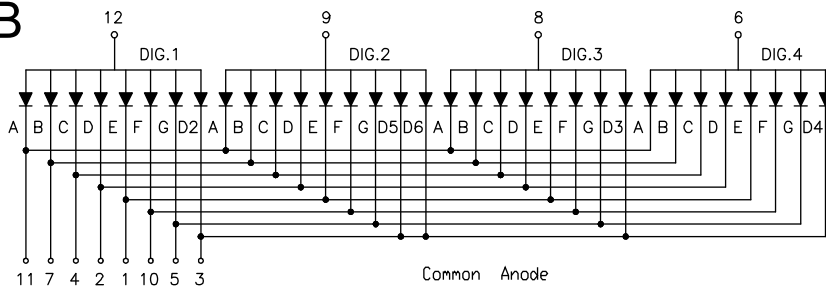 B
12 9 8 6
DIG.1 DIG.2 DIG.3 DIG.4
A B C D E F G D2 A B C D E F G D5 D6 A B C D E F G D3 A B C D E F G D4
11 7 4 2 1 10 5 3
Common Anode